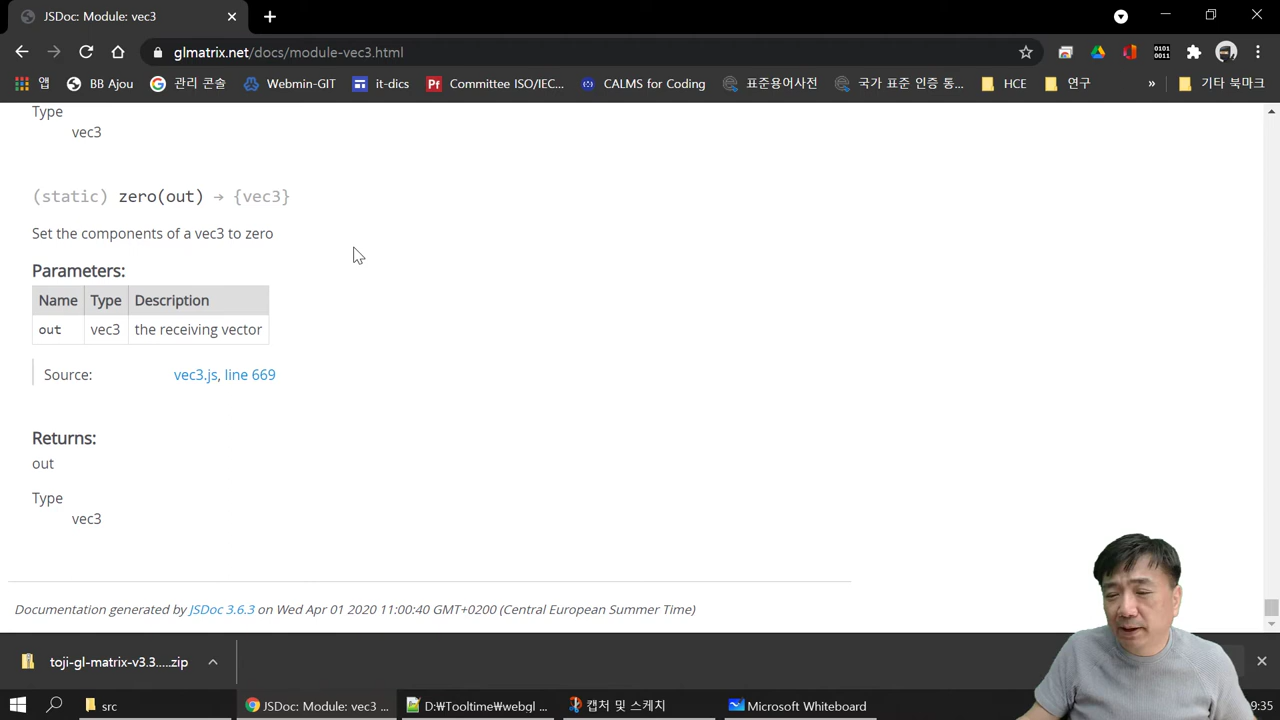 JSDoc: Module: vec3
glmatrix.net/docs/module-vec3.html
앱 BB Ajou 관리 콘솔 Webmin-GIT it-dics Committee ISO/IEC,... CALMS for Coding 표준용어사전 국가 표준 인증 통... HCE 연구 » 기타 북마크
Type
vec3
(static) zero(out) → {vec3}
Set the components of a vec3 to zero
Parameters:
Name Type Description
out vec3 the receiving vector
Source: vec3.js, line 669
Returns:
out
Type
vec3
Documentation generated by JSDoc 3.6.3 on Wed Apr 01 2020 11:00:40 GMT+0200 (Central European Summer Time)
toji-gl-matrix-v3.3.....zip
src JSDoc: Module: vec3 ... D:₩Tooltime₩webgl ... 캡처 및 스케치 Microsoft Whiteboard 9:35